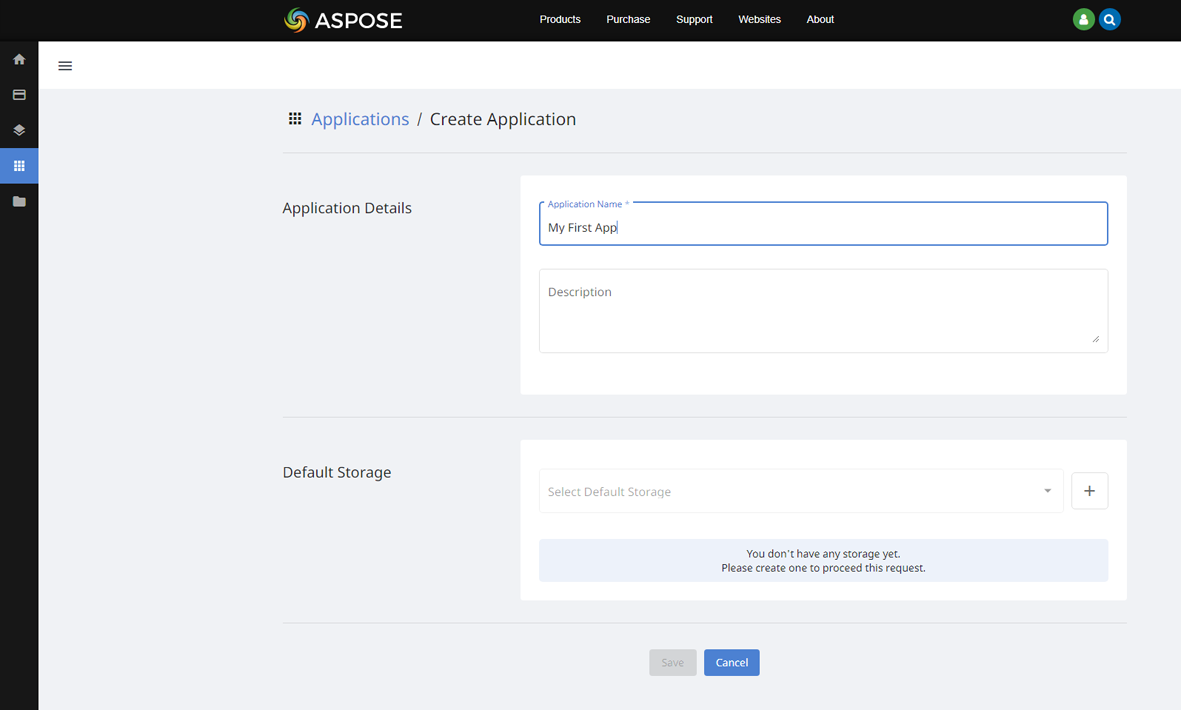 ASPOSE
Products Purchase Support Websites About
Applications / Create Application
Application Details
Application Name *
My First App
Description
Default Storage
Select Default Storage
+
You don't have any storage yet.
Please create one to proceed this request.
Save Cancel